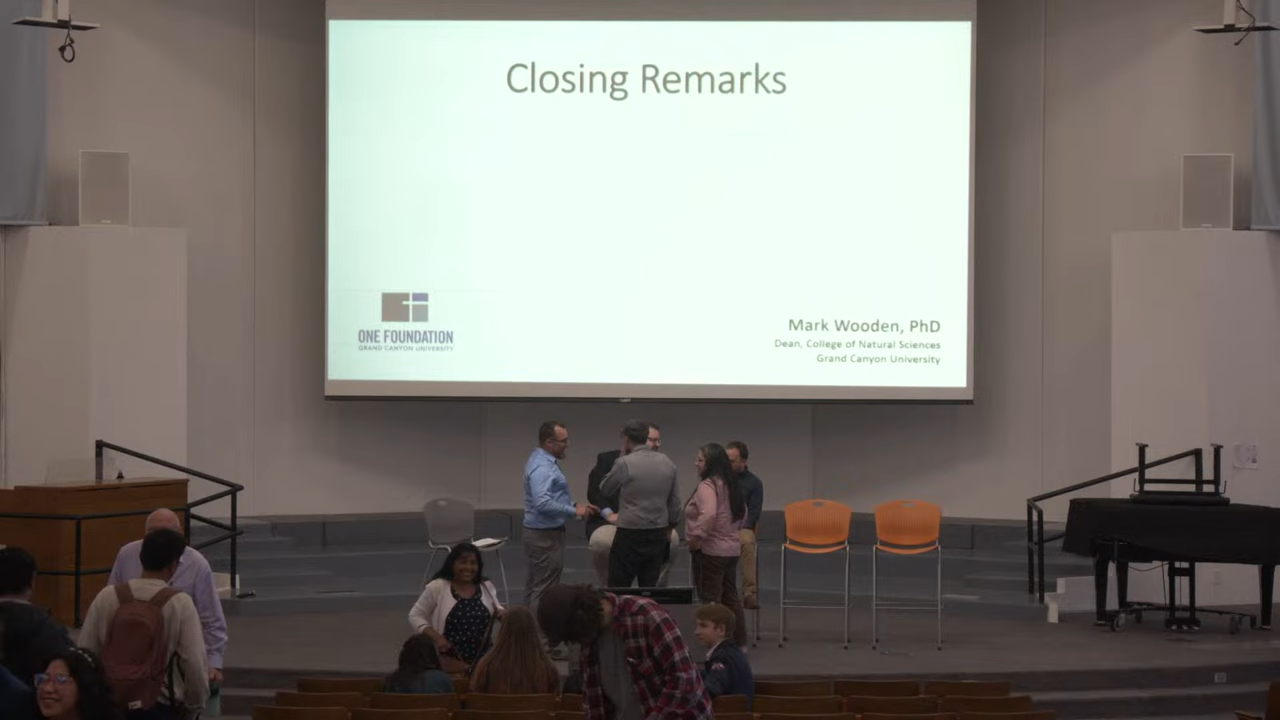 Closing Remarks
ONE FOUNDATION
GRAND CANYON UNIVERSITY
Mark Wooden, PhD
Dean, College of Natural Sciences
Grand Canyon University